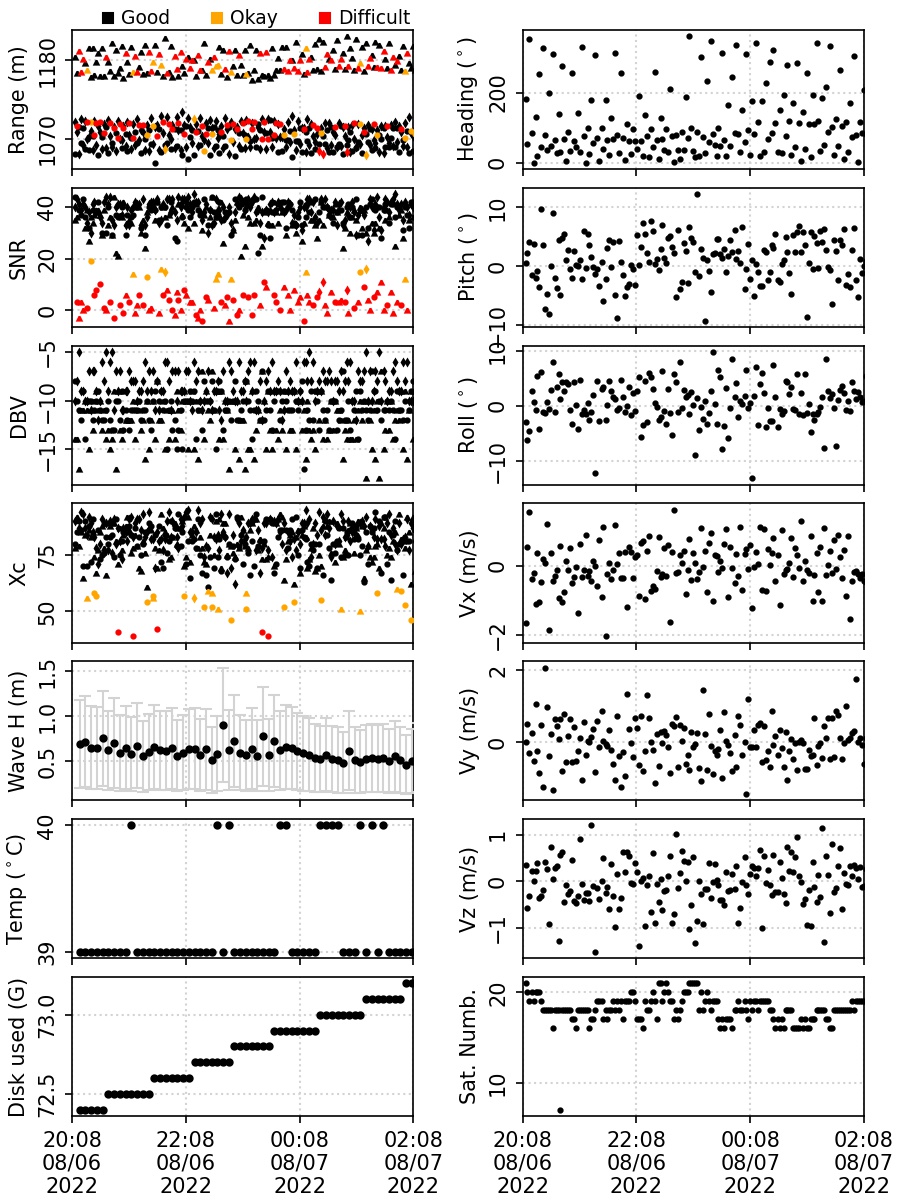 Good Okay Difficult
Range (m)
1180
1070
Heading (°)
200
0
SNR
40
20
0
Pitch (°)
10
0
−10
DBV
−5
−10
−15
Roll (°)
10
0
−10
Xc
75
50
Vx (m/s)
0
−2
Wave H (m)
1.5
1.0
0.5
Vy (m/s)
2
0
Temp (°C)
40
39
Vz (m/s)
1
0
−1
Disk used (G)
73.0
72.5
Sat. Numb.
20
10
20:08 22:08 00:08 02:08
08/06 08/06 08/07 08/07
2022 2022 2022 2022
20:08 22:08 00:08 02:08
08/06 08/06 08/07 08/07
2022 2022 2022 2022